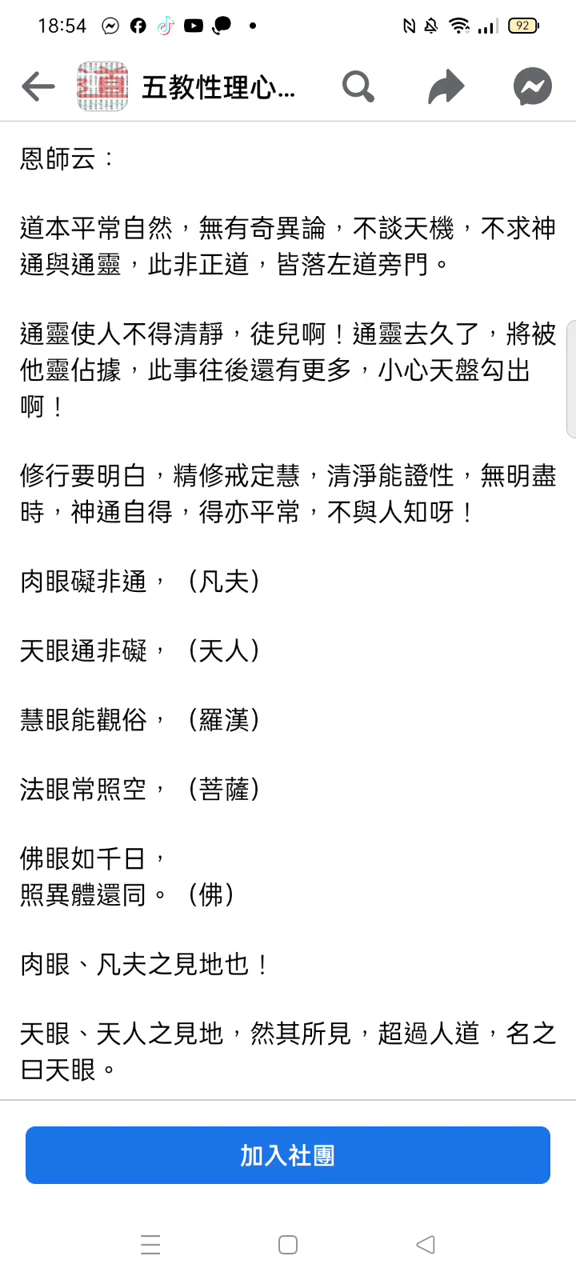 18:54
92
五教性理心...
恩師云：
道本平常自然，無有奇異論，不談天機，不求神
通與通靈，此非正道，皆落左道旁門。
通靈使人不得清靜，徒兒啊！通靈去久了，將被
他靈佔據，此事往後還有更多，小心天盤勾出
啊！
修行要明白，精修戒定慧，清淨能證性，無明盡
時，神通自得，得亦平常，不與人知呀！
肉眼礙非通，（凡夫）
天眼通非礙，（天人）
慧眼能觀俗，（羅漢）
法眼常照空，（菩薩）
佛眼如千日，
照異體還同。（佛）
肉眼、凡夫之見地也！
天眼、天人之見地，然其所見，超過人道，名之
曰天眼。
加入社團